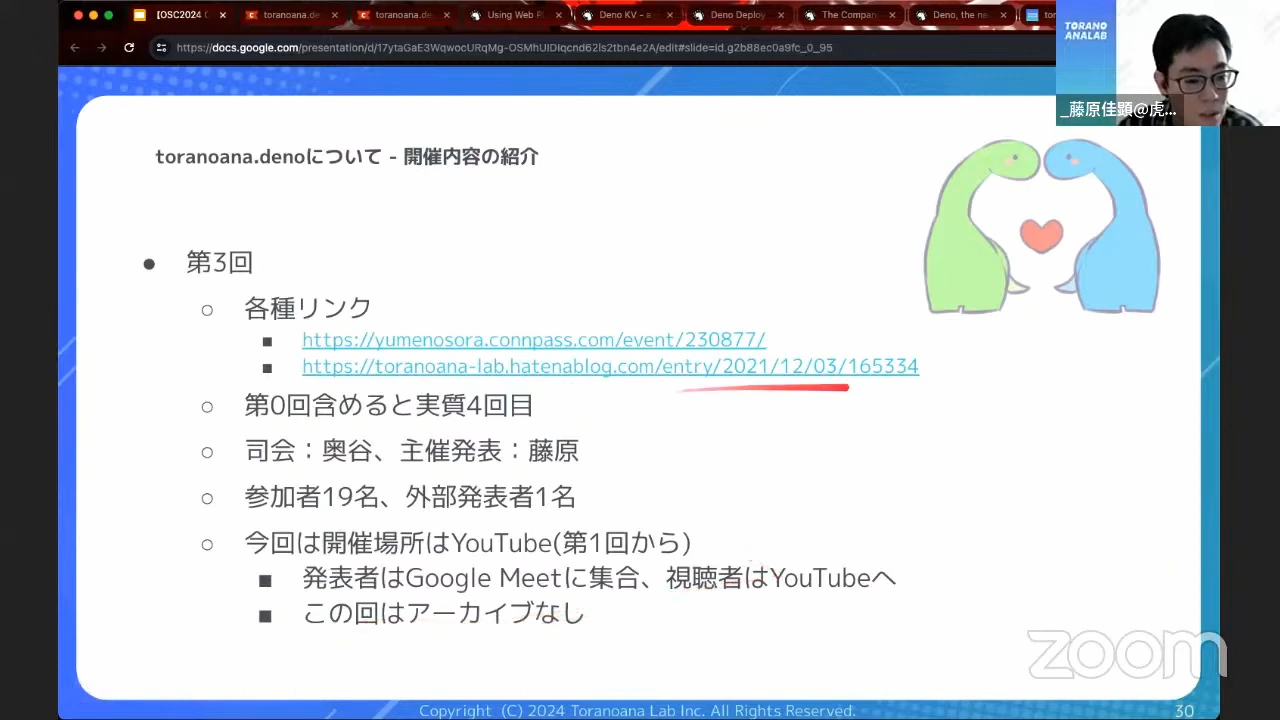 [OSC2024
toranoana.de
toranoana.de
Using Web
Deno KV – a
Deno Deploy
The Compan
Deno, the ne
tor
https://docs.google.com/presentation/d/17ytaGaE3WqwocURqMg-OSMhUIDIqcnd62ls2tbn4e2A/edit#slide=id.g2b88ec0a9fc_0_95
TORANO
ANALAB
_藤原佳顕@虎...
toranoana.denoについて - 開催内容の紹介
● 第3回
○ 各種リンク
■ https://yumenosora.connpass.com/event/230877/
■ https://toranoana-lab.hatenablog.com/entry/2021/12/03/165334
○ 第0回含めると実質4回目
○ 司会：奥谷、主催発表：藤原
○ 参加者19名、外部発表者1名
○ 今回は開催場所はYouTube(第1回から)
■ 発表者はGoogle Meetに集合、視聴者はYouTubeへ
■ この回はアーカイブなし
zoom
Copyright (C) 2024 Toranoana Lab Inc. All Rights Reserved.
30